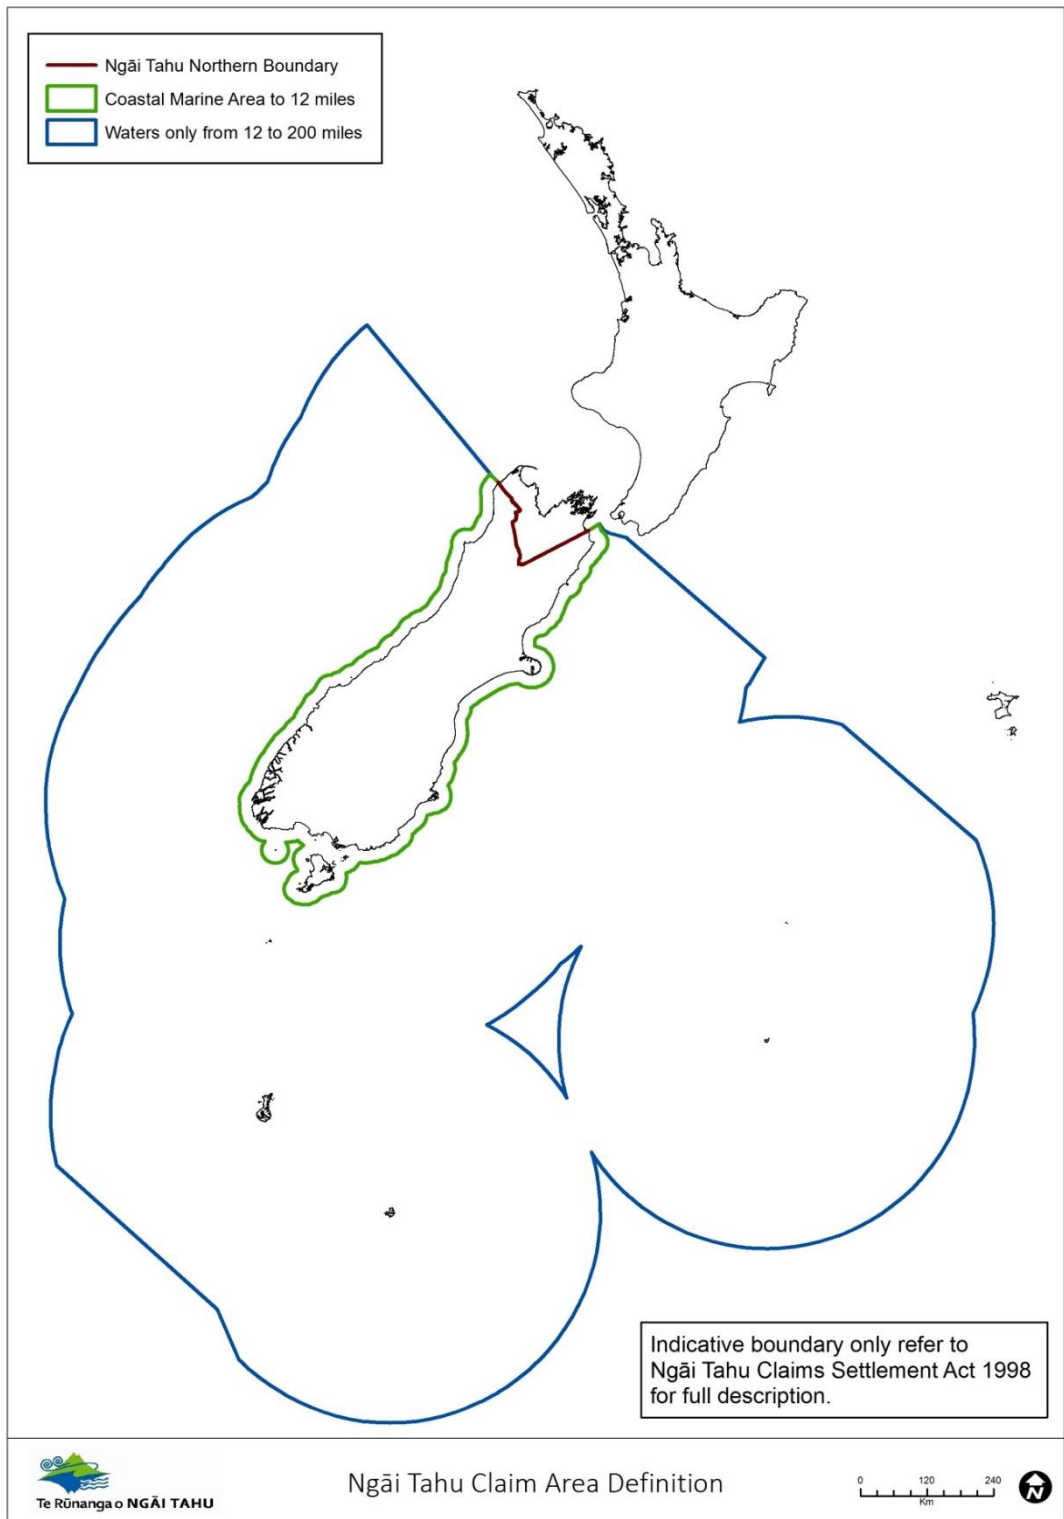 Ngāi Tahu Northern Boundary
Coastal Marine Area to 12 miles
Waters only from 12 to 200 miles
Indicative boundary only refer to
Ngāi Tahu Claims Settlement Act 1998
for full description.
Te Rūnanga o NGĀI TAHU
Ngāi Tahu Claim Area Definition
0 120 240
Km
N